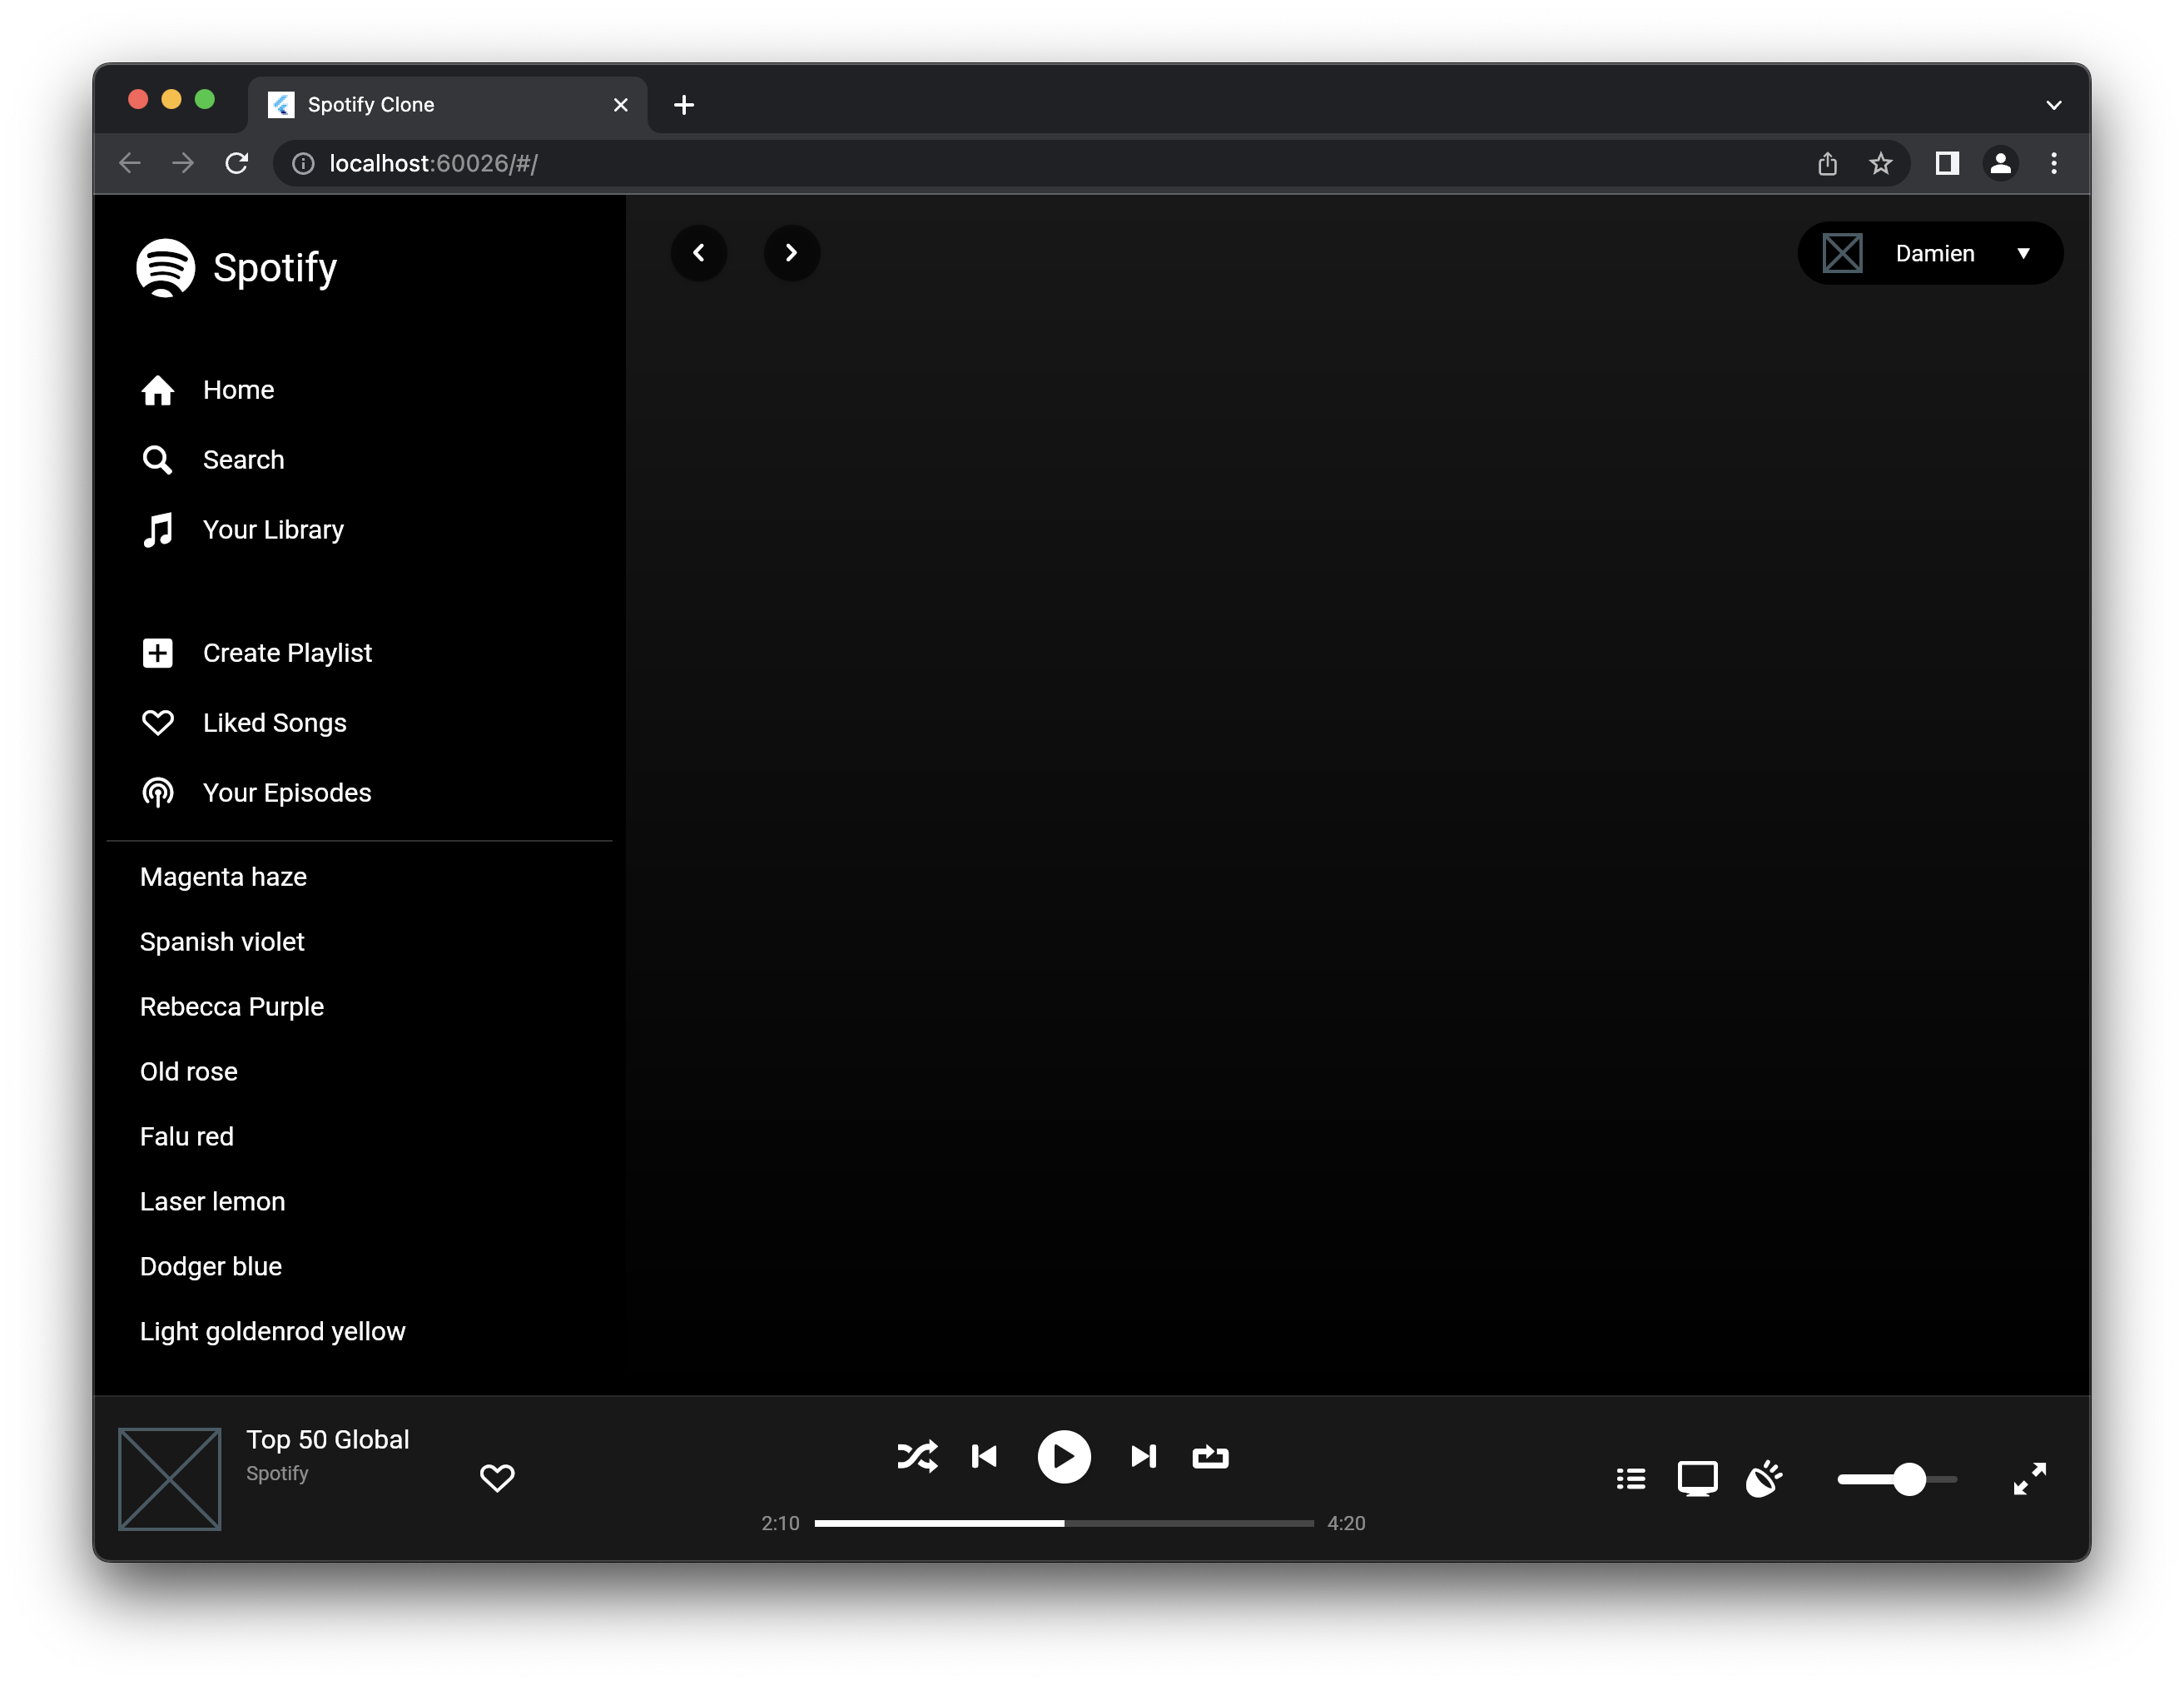 Spotify Clone
localhost:60026/#/
Spotify
Damien
Home
Search
Your Library
Create Playlist
Liked Songs
Your Episodes
Magenta haze
Spanish violet
Rebecca Purple
Old rose
Falu red
Laser lemon
Dodger blue
Light goldenrod yellow
Top 50 Global
Spotify
2:10
4:20